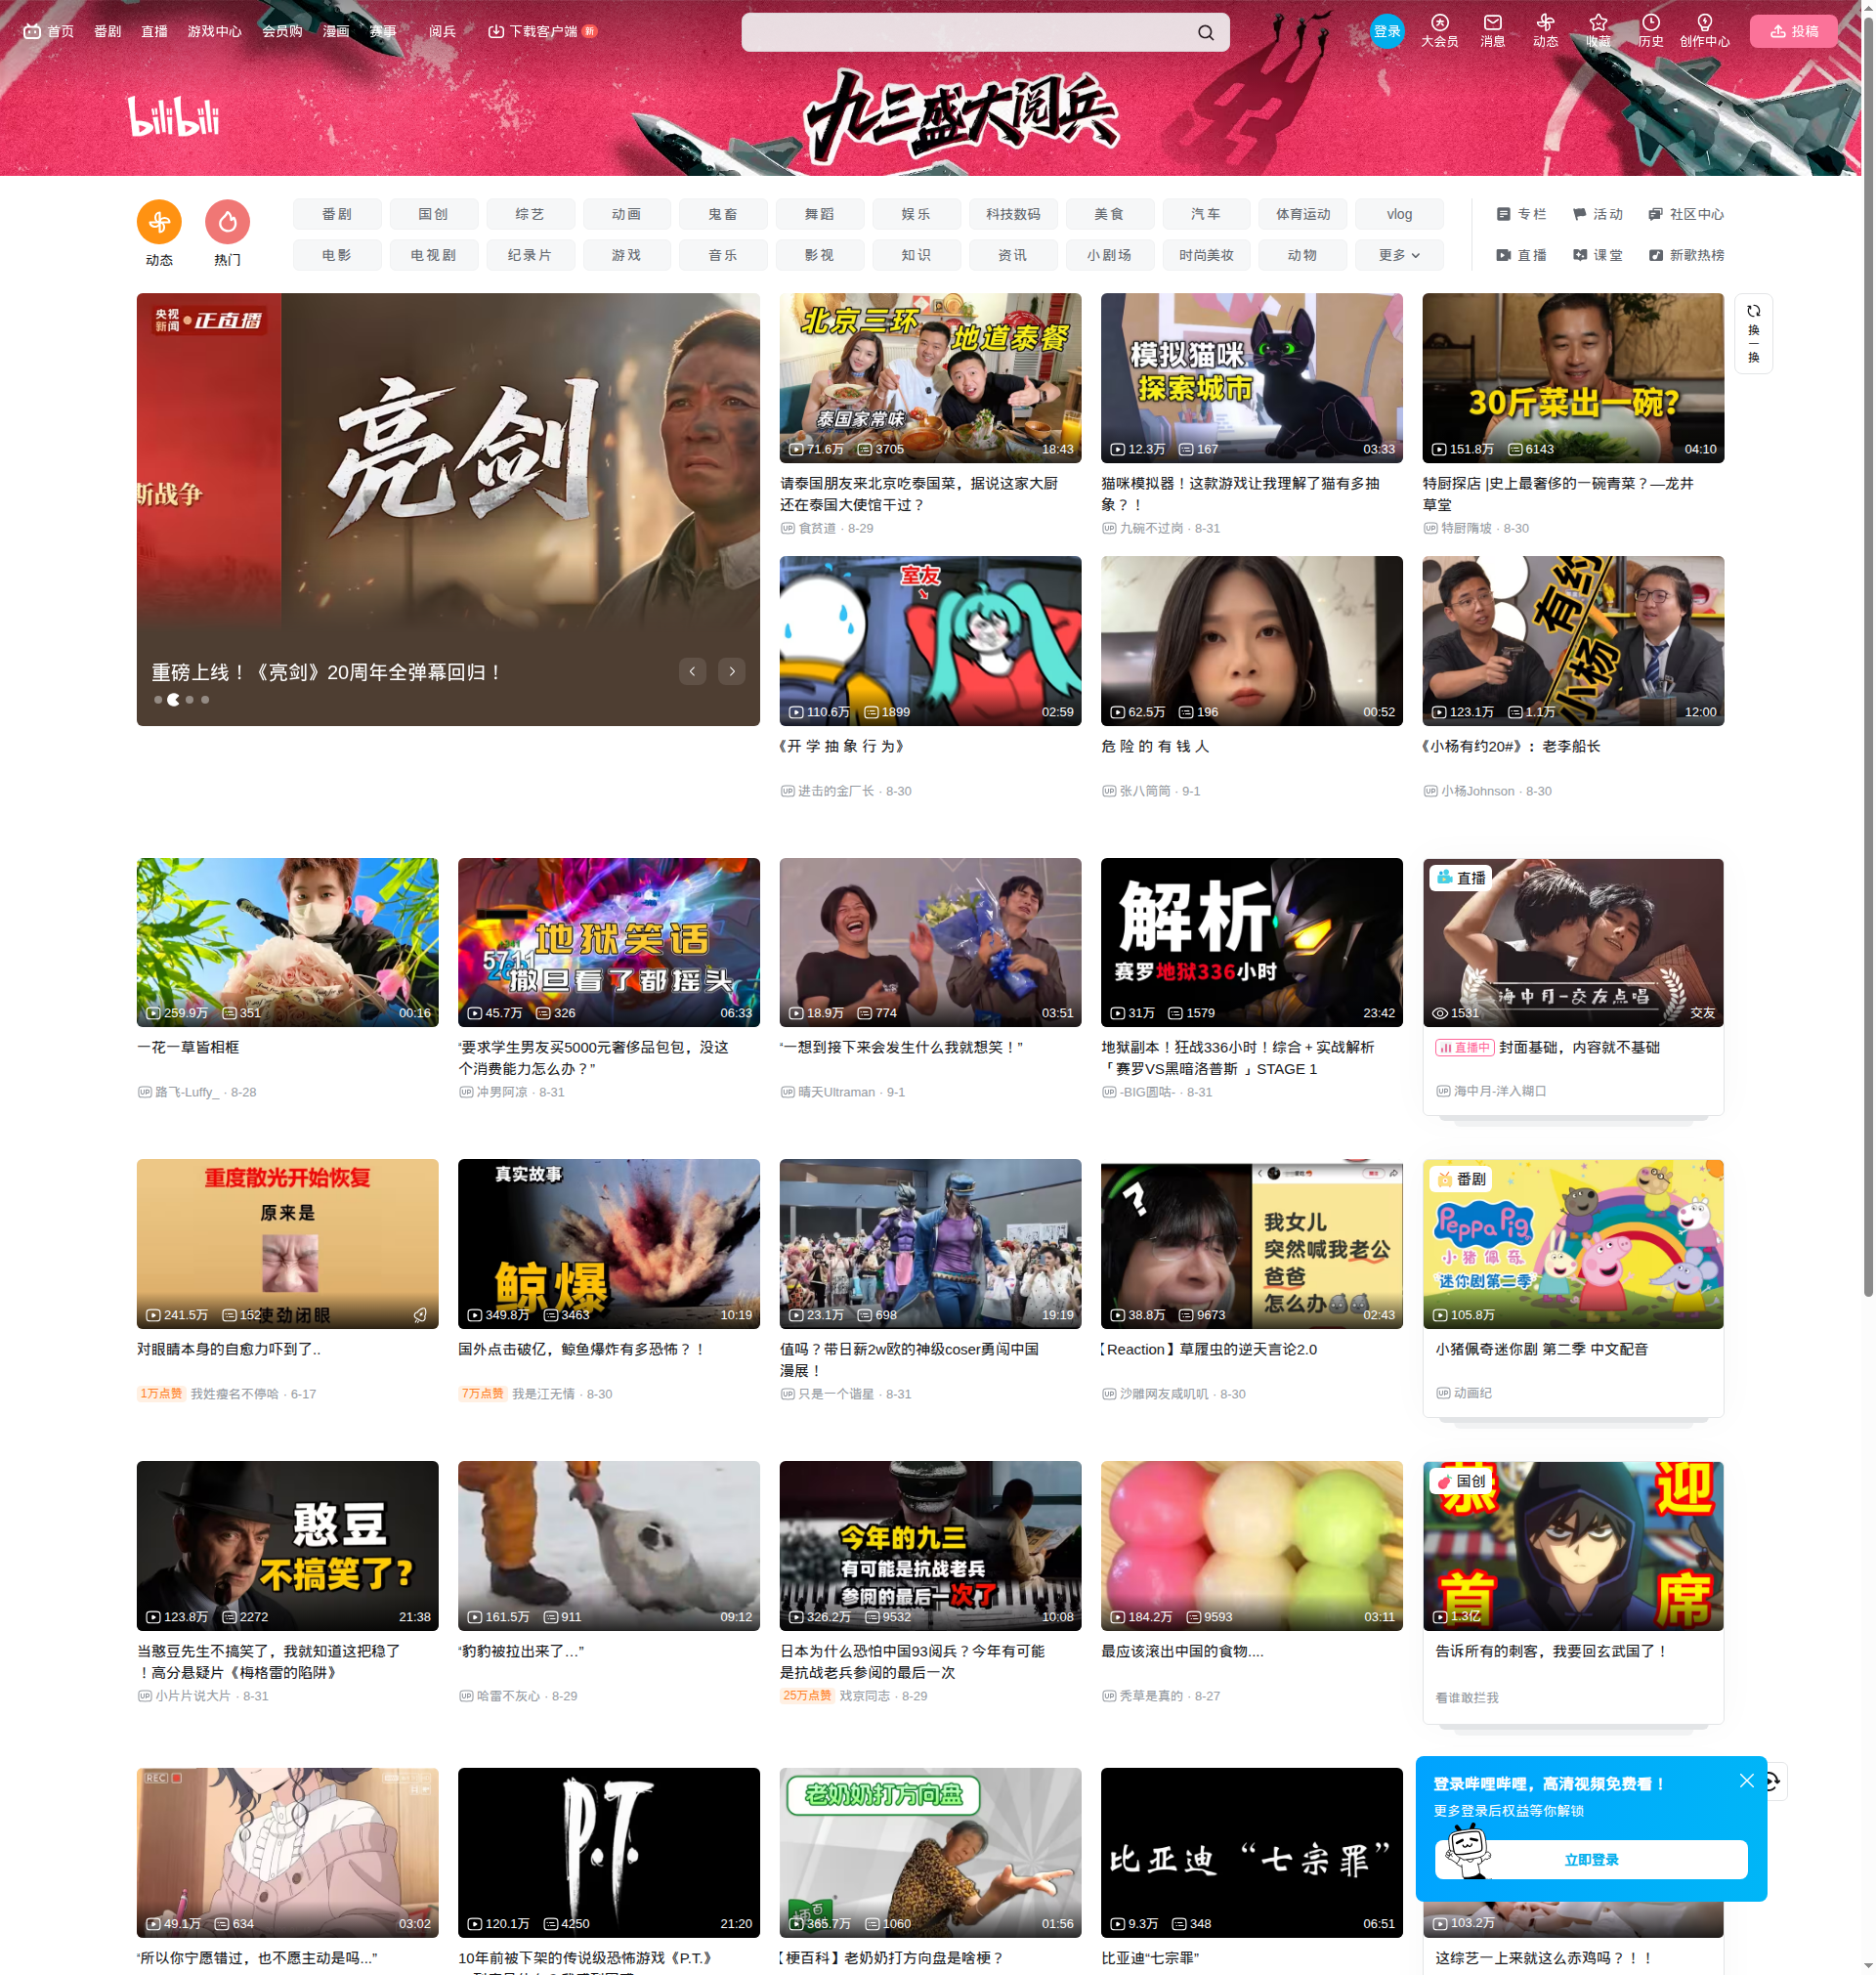 首页 番剧 直播 游戏中心 会员购 漫画 赛事 阅兵 下载客户端 新
登录 大会员 消息 动态 收藏 历史 创作中心 投稿
bilibili
九三盛大阅兵
动态 热门
番剧 国创 综艺 动画 鬼畜 舞蹈 娱乐 科技数码 美食 汽车 体育运动 vlog
电影 电视剧 纪录片 游戏 音乐 影视 知识 资讯 小剧场 时尚美妆 动物 更多
专栏 活动 社区中心
直播 课堂 新歌热榜
央视新闻 正直播
斯战争
亮剑
重磅上线！《亮剑》20周年全弹幕回归！
换一换
北京三环 地道泰餐
泰国家常味
71.6万 3705 18:43
请泰国朋友来北京吃泰国菜，据说这家大厨
还在泰国大使馆干过？
食贫道 · 8-29
模拟猫咪
探索城市
12.3万 167 03:33
猫咪模拟器！这款游戏让我理解了猫有多抽
象？！
九碗不过岗 · 8-31
30斤菜出一碗?
151.8万 6143 04:10
特厨探店 |史上最奢侈的一碗青菜？—龙井
草堂
特厨隋坡 · 8-30
室友
110.6万 1899 02:59
《开 学 抽 象 行 为》
进击的金厂长 · 8-30
62.5万 196 00:52
危 险 的 有 钱 人
张八简简 · 9-1
小杨有约
123.1万 1.1万 12:00
《小杨有约20#》：老李船长
小杨Johnson · 8-30
259.9万 351 00:16
一花一草皆相框
路飞-Luffy_ · 8-28
地狱笑话
撒旦看了都摇头
45.7万 326 06:33
“要求学生男友买5000元奢侈品包包，没这
个消费能力怎么办？”
冲男阿凉 · 8-31
18.9万 774 03:51
“一想到接下来会发生什么我就想笑！”
晴天Ultraman · 9-1
解析
赛罗地狱336小时
31万 1579 23:42
地狱副本！狂战336小时！综合 + 实战解析
「赛罗VS黑暗洛普斯 」STAGE 1
-BIG圆咕- · 8-31
直播
海中月-交友点唱
1531 交友
直播中 封面基础，内容就不基础
海中月-洋入糊口
重度散光开始恢复
原来是
使劲闭眼
241.5万 152
对眼睛本身的自愈力吓到了..
1万点赞 我姓瘦名不停哈 · 6-17
真实故事
鲸爆
349.8万 3463 10:19
国外点击破亿，鲸鱼爆炸有多恐怖？！
7万点赞 我是江无情 · 8-30
23.1万 698 19:19
值吗？带日薪2w欧的神级coser勇闯中国
漫展！
只是一个谐星 · 8-31
?
我女儿
突然喊我老公
爸爸
怎么办
38.8万 9673 02:43
【Reaction】草履虫的逆天言论2.0
沙雕网友咸叽叽 · 8-30
番剧
Peppa Pig
小猪佩奇
迷你剧第二季
105.8万
小猪佩奇迷你剧 第二季 中文配音
动画纪
憨豆
不搞笑了?
123.8万 2272 21:38
当憨豆先生不搞笑了，我就知道这把稳了
！高分悬疑片《梅格雷的陷阱》
小片片说大片 · 8-31
161.5万 911 09:12
“豹豹被拉出来了…”
哈雷不灰心 · 8-29
今年的九三
有可能是抗战老兵
参阅的最后一次了
326.2万 9532 10:08
日本为什么恐怕中国93阅兵？今年有可能
是抗战老兵参阅的最后一次
25万点赞 戏京同志 · 8-29
184.2万 9593 03:11
最应该滚出中国的食物....
秃草是真的 · 8-27
国创
恭迎
首席
1.3亿
告诉所有的刺客，我要回玄武国了！
看谁敢拦我
REC
49.1万 634 03:02
“所以你宁愿错过，也不愿主动是吗...”
P.T.
120.1万 4250 21:20
10年前被下架的传说级恐怖游戏《P.T.》
老奶奶打方向盘
365.7万 1060 01:56
【梗百科】老奶奶打方向盘是啥梗？
比亚迪“七宗罪”
9.3万 348 06:51
比亚迪“七宗罪”
登录哔哩哔哩，高清视频免费看！
更多登录后权益等你解锁
立即登录
103.2万
这综艺一上来就这么赤鸡吗？！！